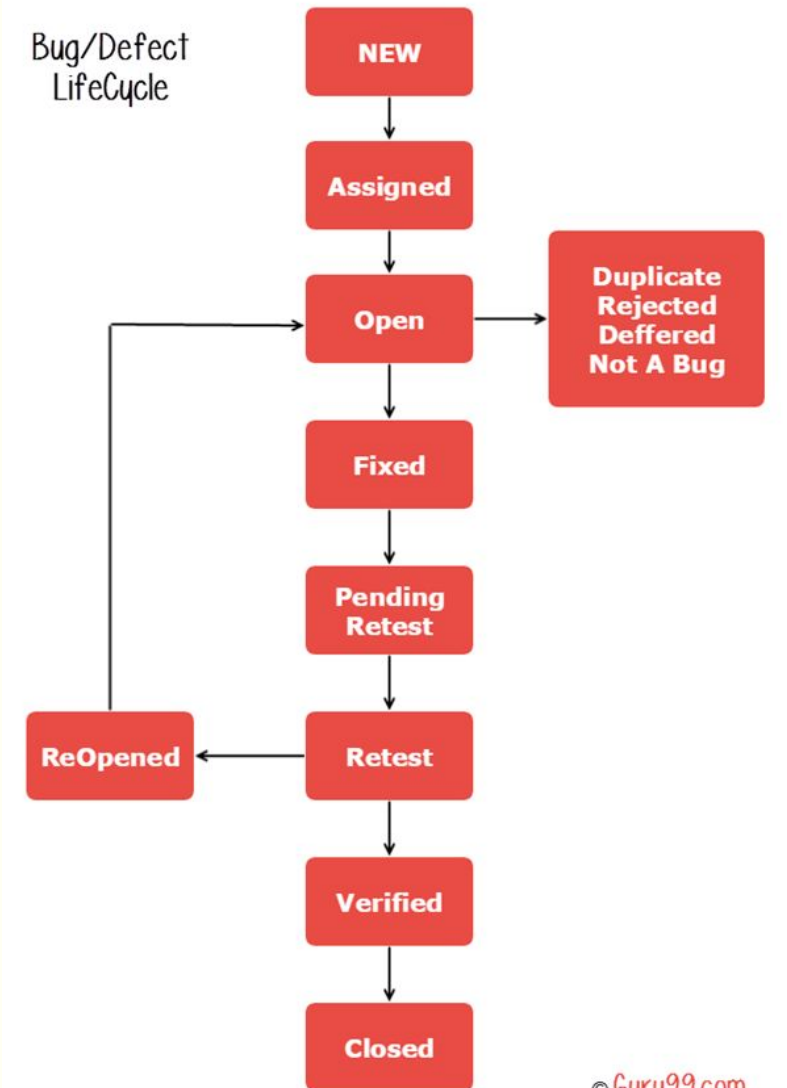 Bug/Defect
LifeCycle
NEW
Assigned
Open
Duplicate
Rejected
Deffered
Not A Bug
Fixed
Pending
Retest
ReOpened
Retest
Verified
Closed
© Guru99.com